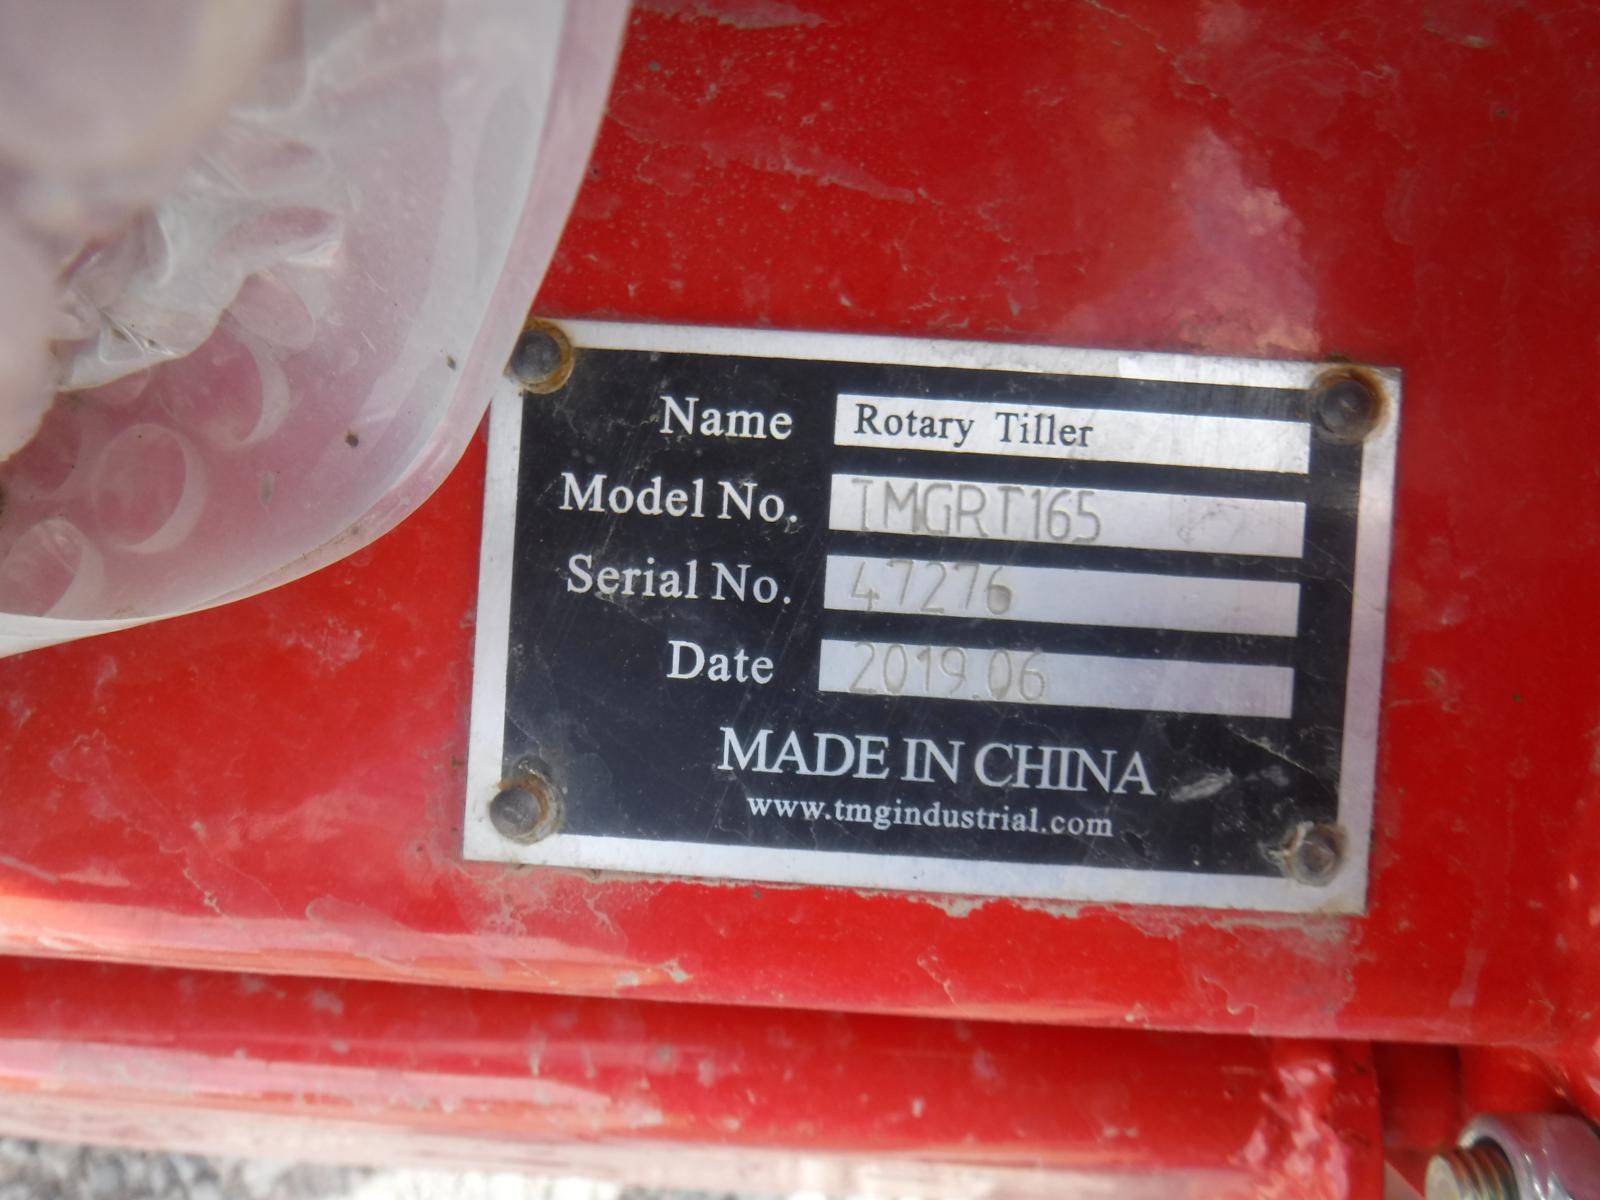 Name Rotary Tiller
Model No. TMGRT165
Serial No. 47276
Date 2019.06
MADE IN CHINA
www.tmgindustrial.com